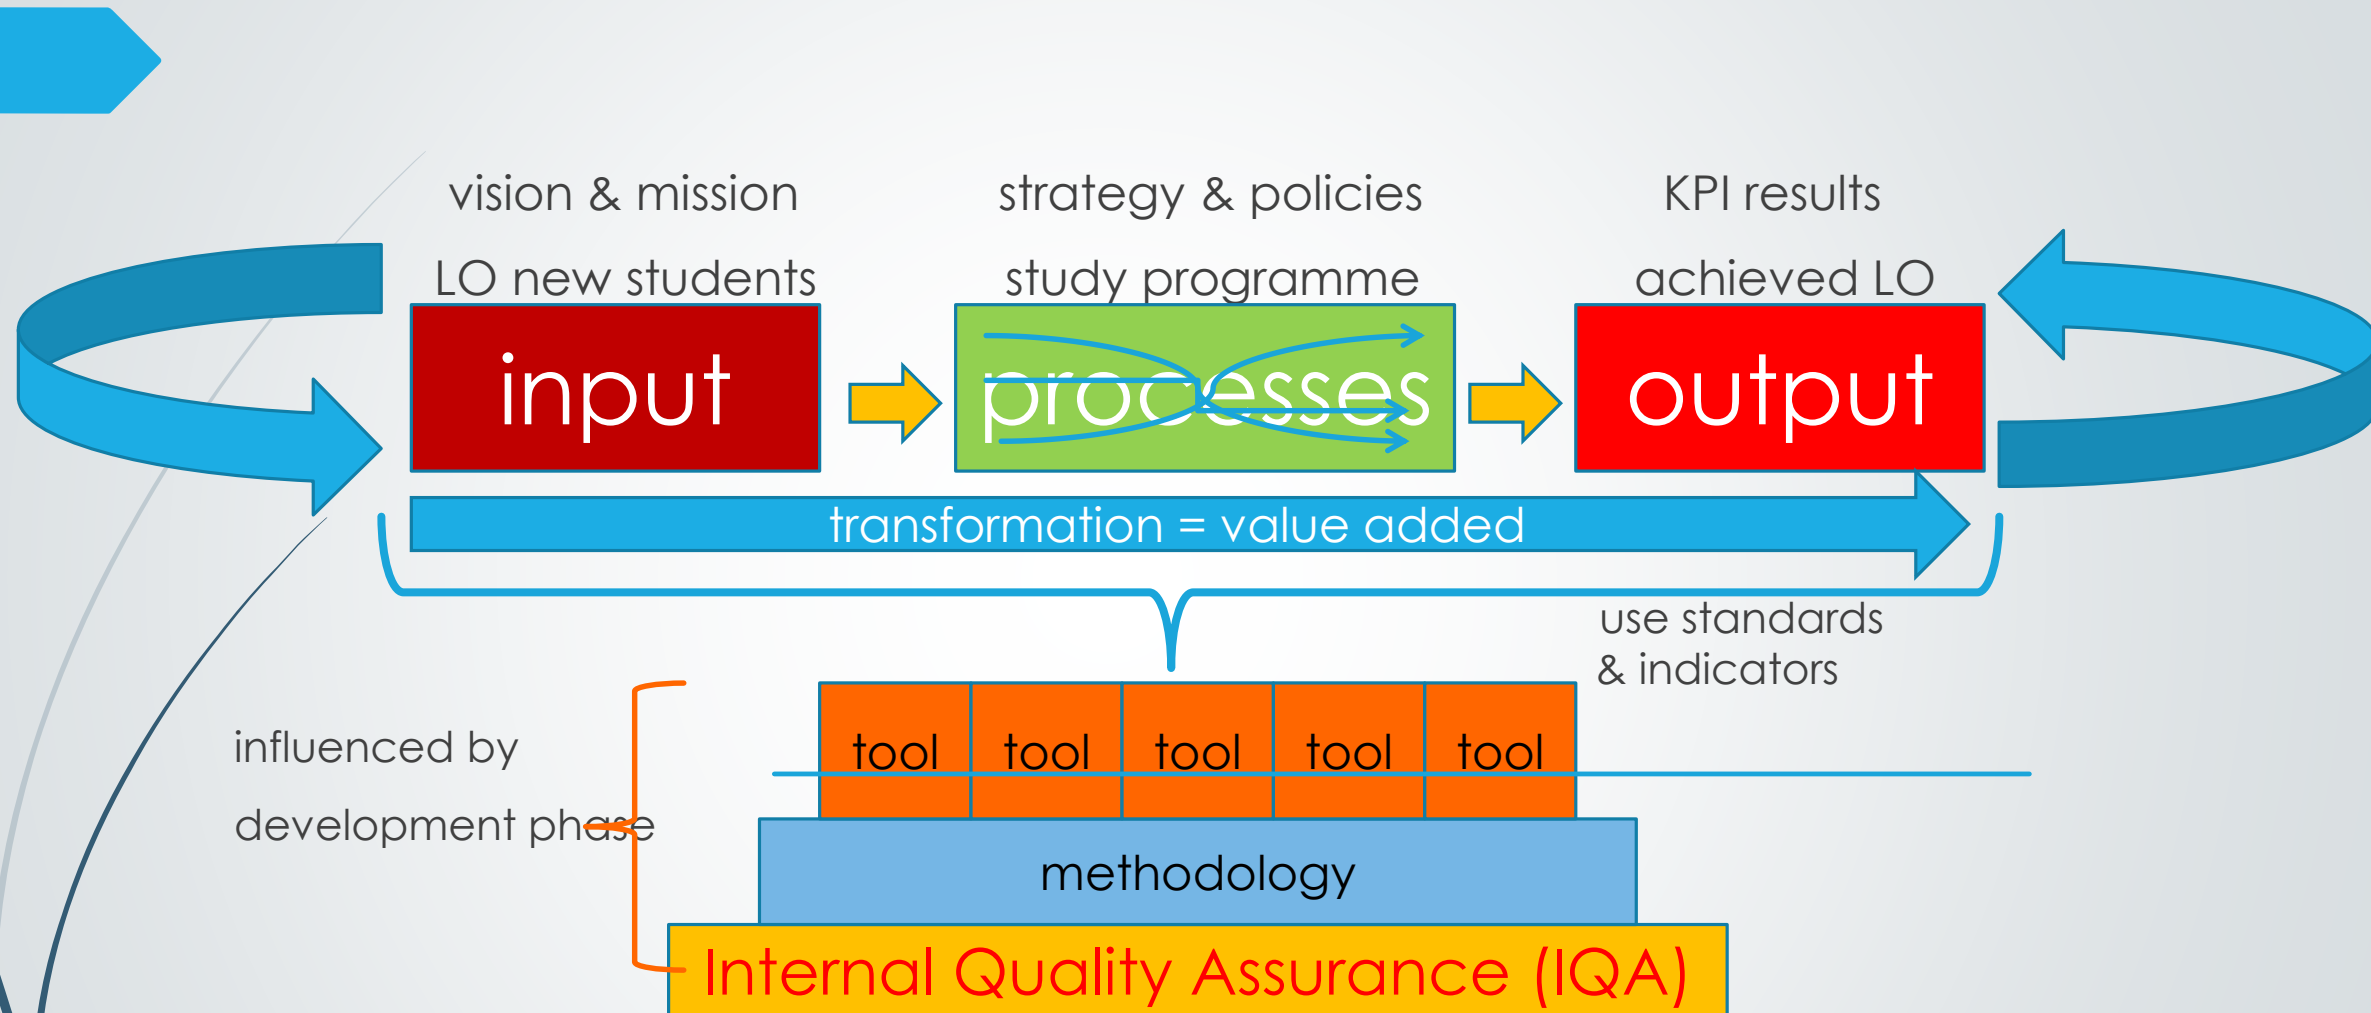 vision & mission
LO new students
strategy & policies
study programme
KPI results
achieved LO
input
processes
output
transformation = value added
use standards
& indicators
influenced by
development phase
tool tool tool tool tool
methodology
Internal Quality Assurance (IQA)